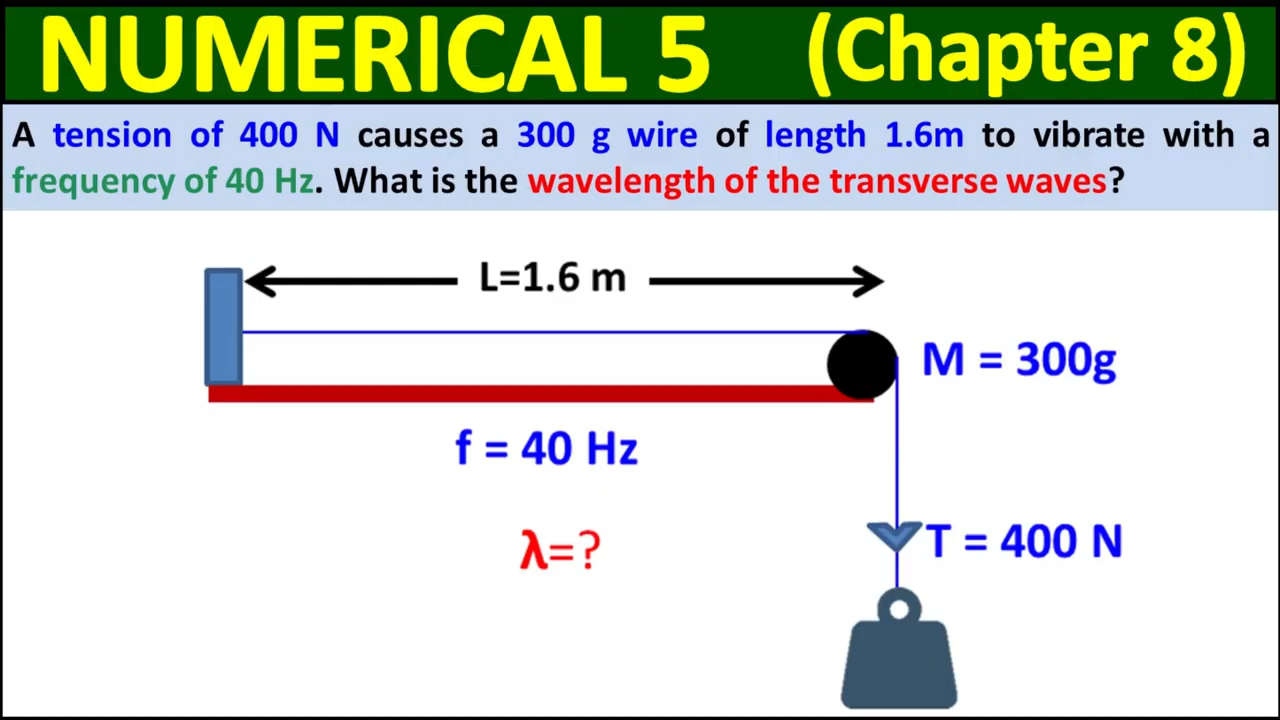 NUMERICAL 5 (Chapter 8)
A tension of 400 N causes a 300 g wire of length 1.6m to vibrate with a
frequency of 40 Hz. What is the wavelength of the transverse waves?
L=1.6 m
M = 300g
f = 40 Hz
λ=?
T = 400 N